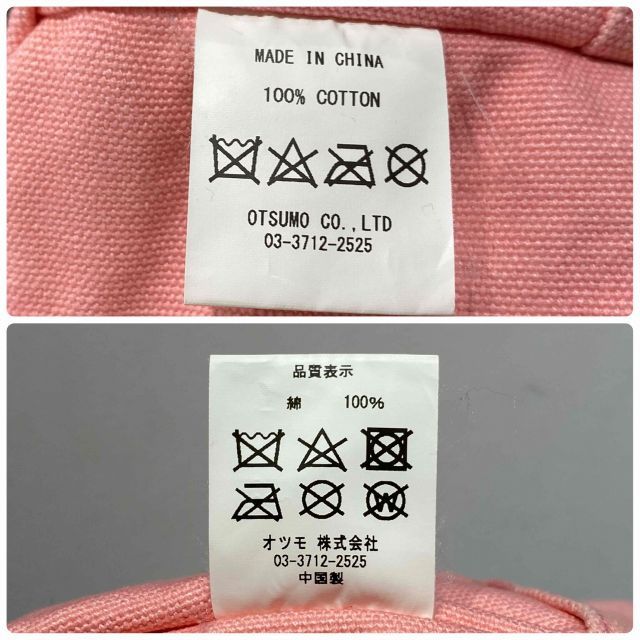 MADE IN CHINA
100% COTTON
OTSUMO CO.,LTD
03-3712-2525
品質表示
綿 100%
W
オツモ 株式会社
03-3712-2525
中国製